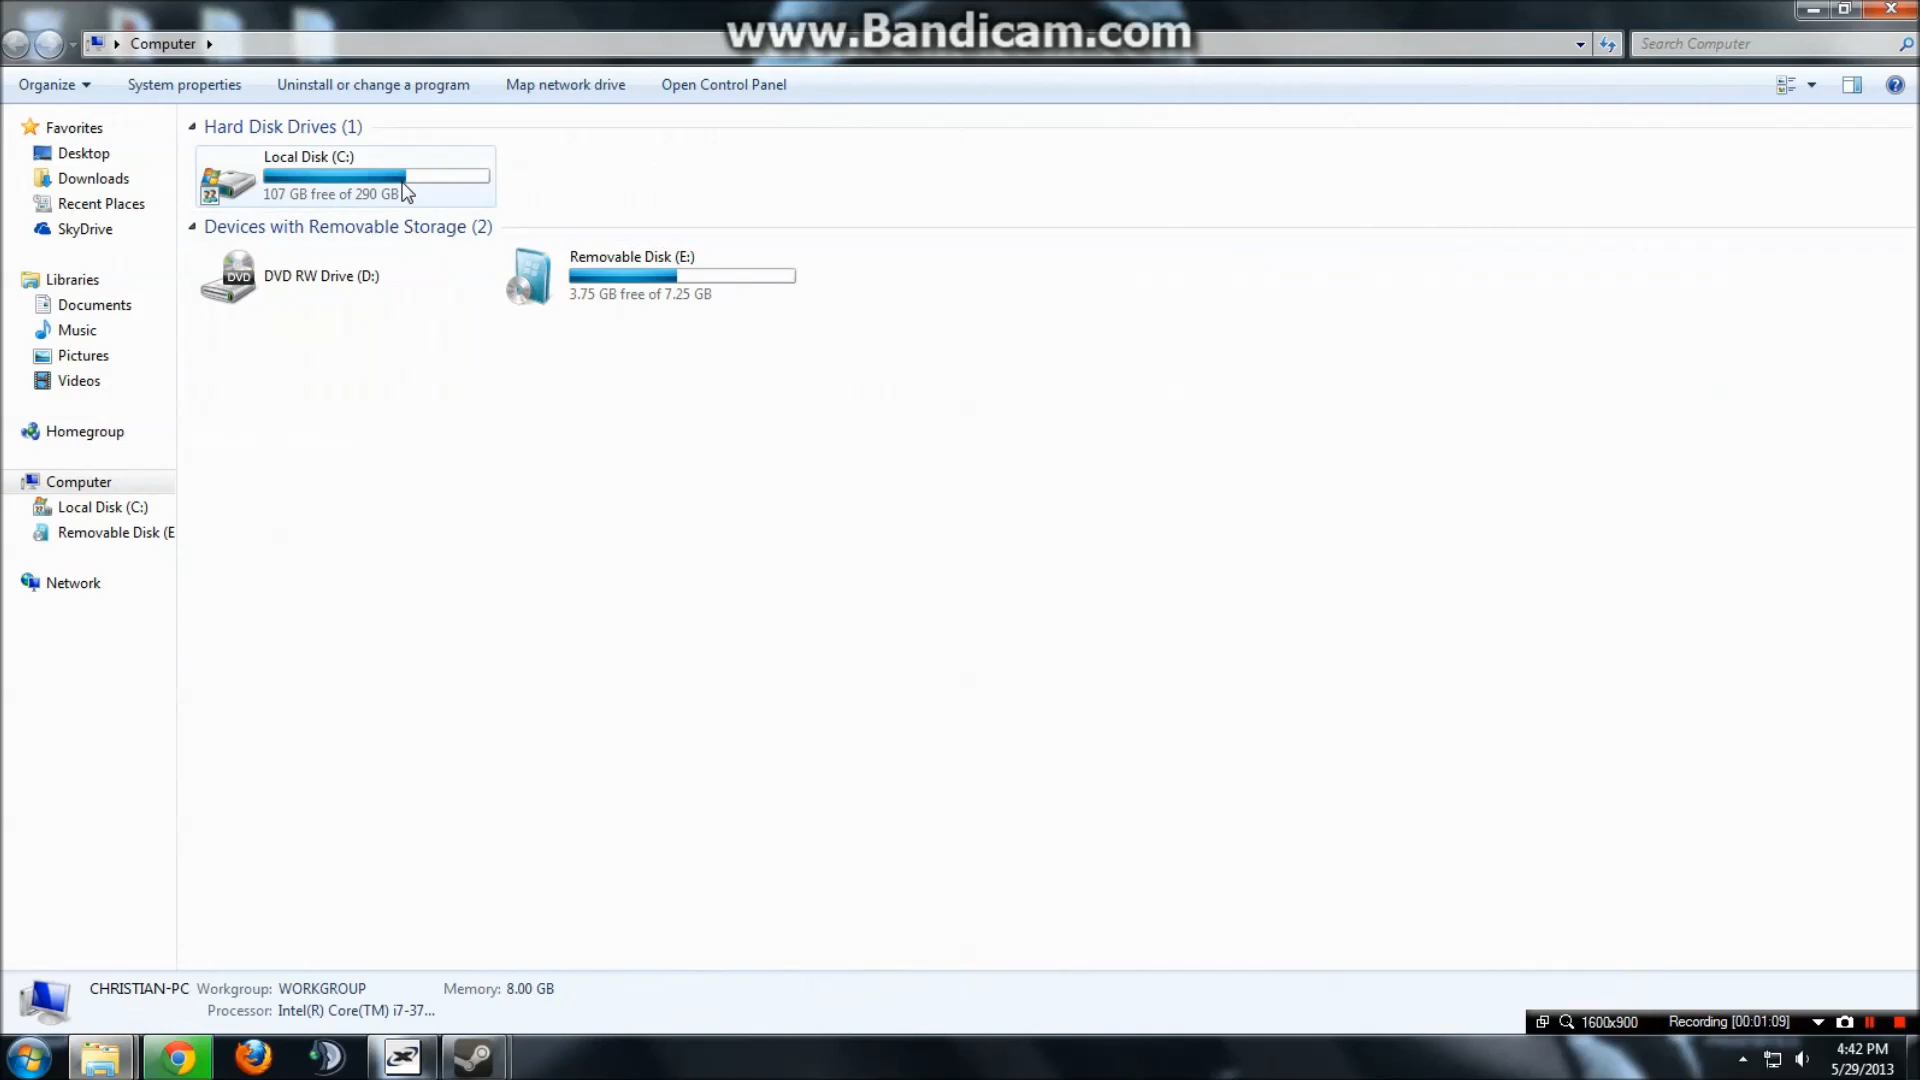 www.Bandicam.com
Computer
Search Computer
Organize
System properties
Uninstall or change a program
Map network drive
Open Control Panel
Favorites
Desktop
Downloads
Recent Places
SkyDrive
Libraries
Documents
Music
Pictures
Videos
Homegroup
Computer
Local Disk (C:)
Removable Disk (E
Network
Hard Disk Drives (1)
Local Disk (C:)
107 GB free of 290 GB
Devices with Removable Storage (2)
DVD
DVD RW Drive (D:)
Removable Disk (E:)
3.75 GB free of 7.25 GB
CHRISTIAN-PC
Workgroup: WORKGROUP
Memory: 8.00 GB
Processor: Intel(R) Core(TM) i7-37...
1600x900
Recording [00:01:09]
4:42 PM
5/29/2013